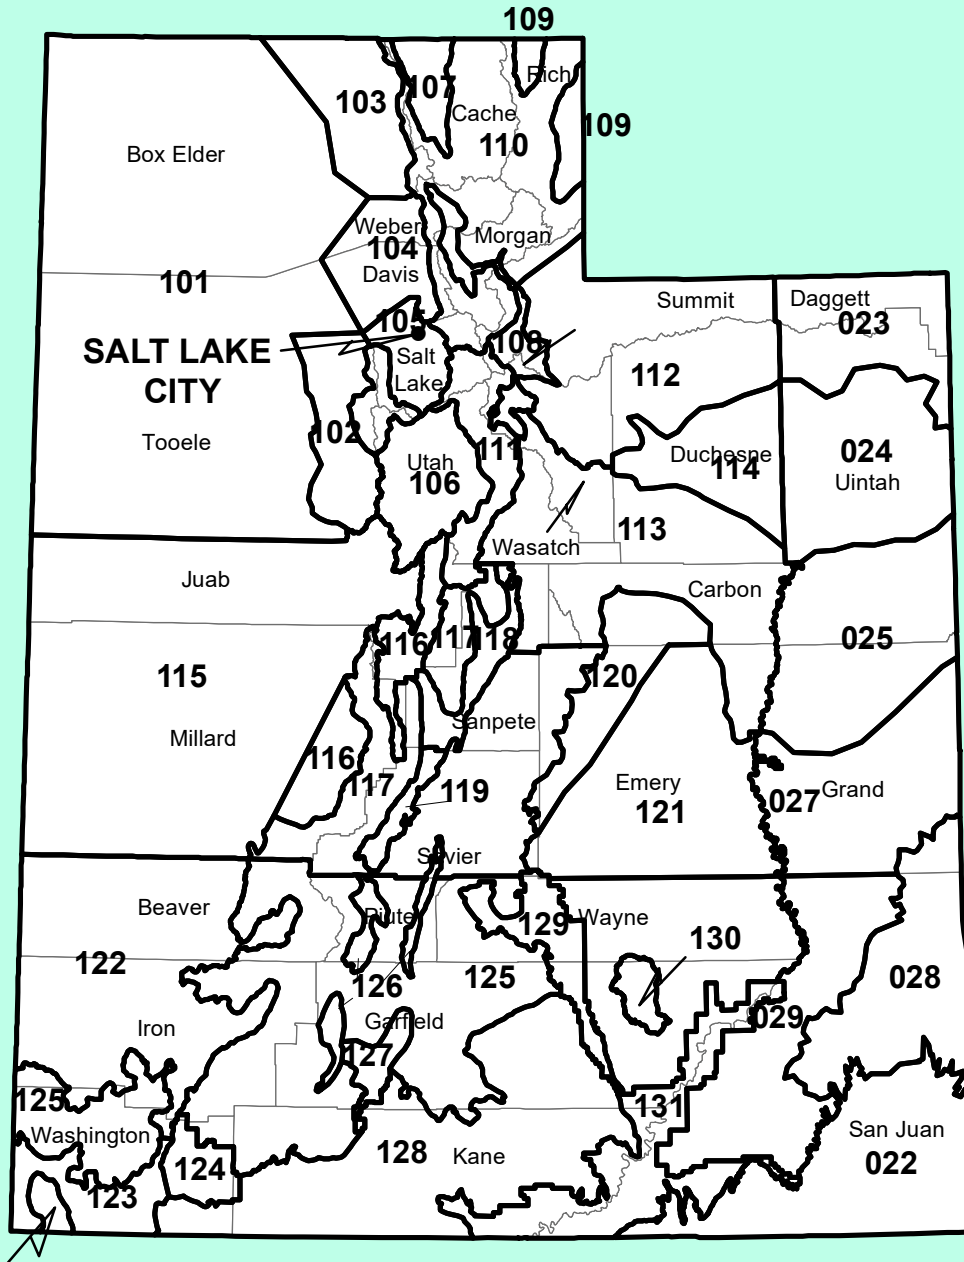 109
Rich
107
103
Cache
109
110
Box Elder
Weber
Morgan
104
Davis
101
Summit
Daggett
023
105
SALT LAKE
CITY
108
Salt
Lake
112
102
Tooele
111
Utah
106
Duchesne
114
024
Uintah
113
Wasatch
Juab
Carbon
116
117
118
025
115
120
Sanpete
Millard
116
117
119
Emery
121
027
Grand
Sevier
Beaver
Piute
129
Wayne
130
122
126
125
028
029
Iron
Garfield
127
125
131
Washington
128
Kane
San Juan
022
124
123